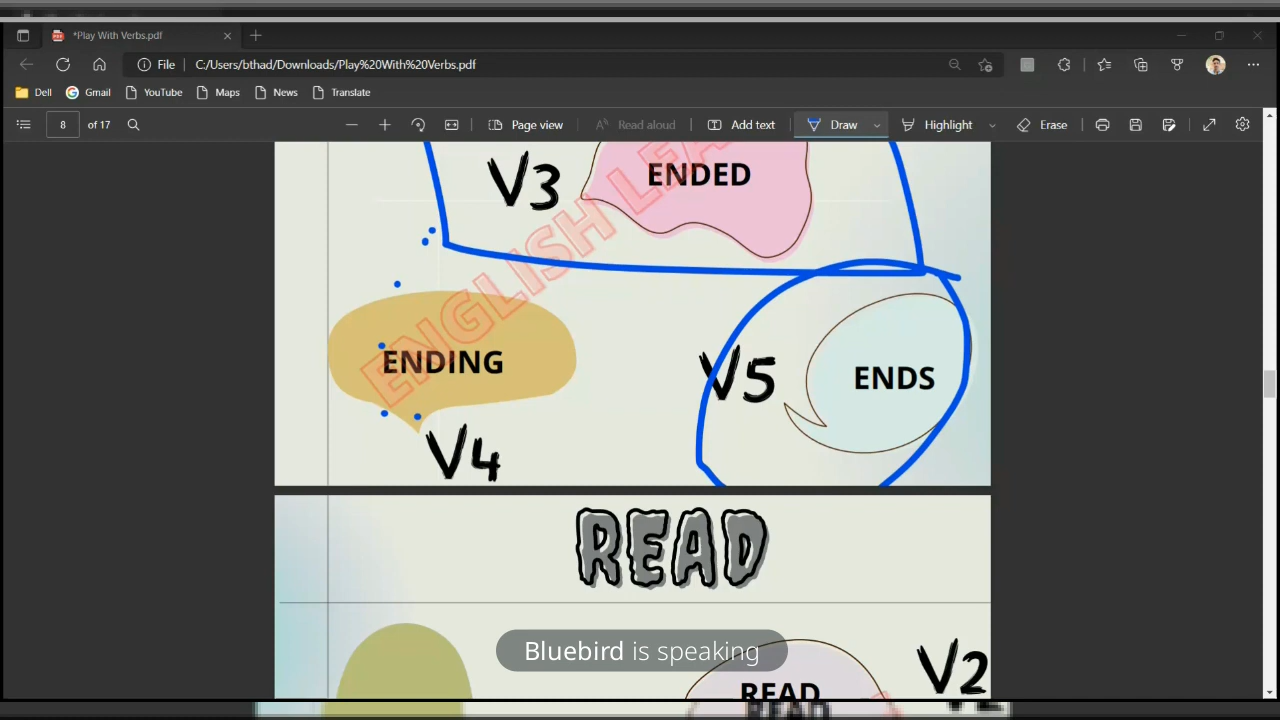 *Play With Verbs.pdf
File | C:/Users/bthad/Downloads/Play%20With%20Verbs.pdf
Dell Gmail YouTube Maps News Translate
8 of 17 Page view Read aloud Add text Draw Highlight Erase
V3 ENDED
ENGLISH LEA
ENDING
V5 ENDS
V4
READ
Bluebird is speaking
V2
READ